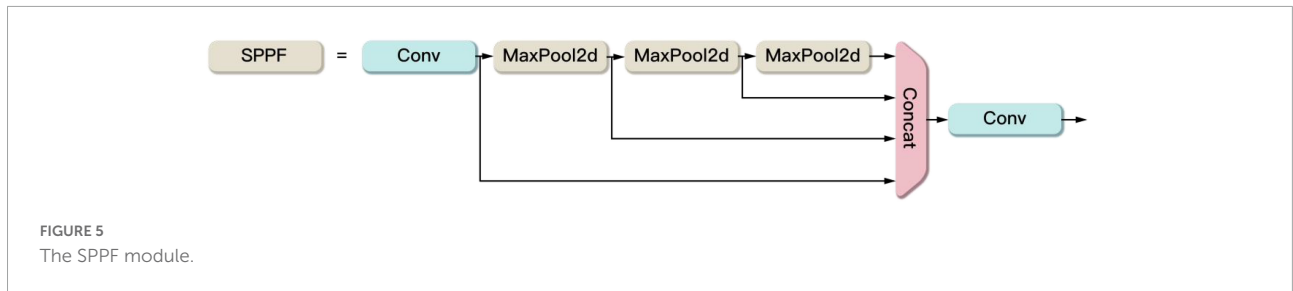 SPPF = Conv MaxPool2d MaxPool2d MaxPool2d
Concat
Conv
FIGURE 5
The SPPF module.